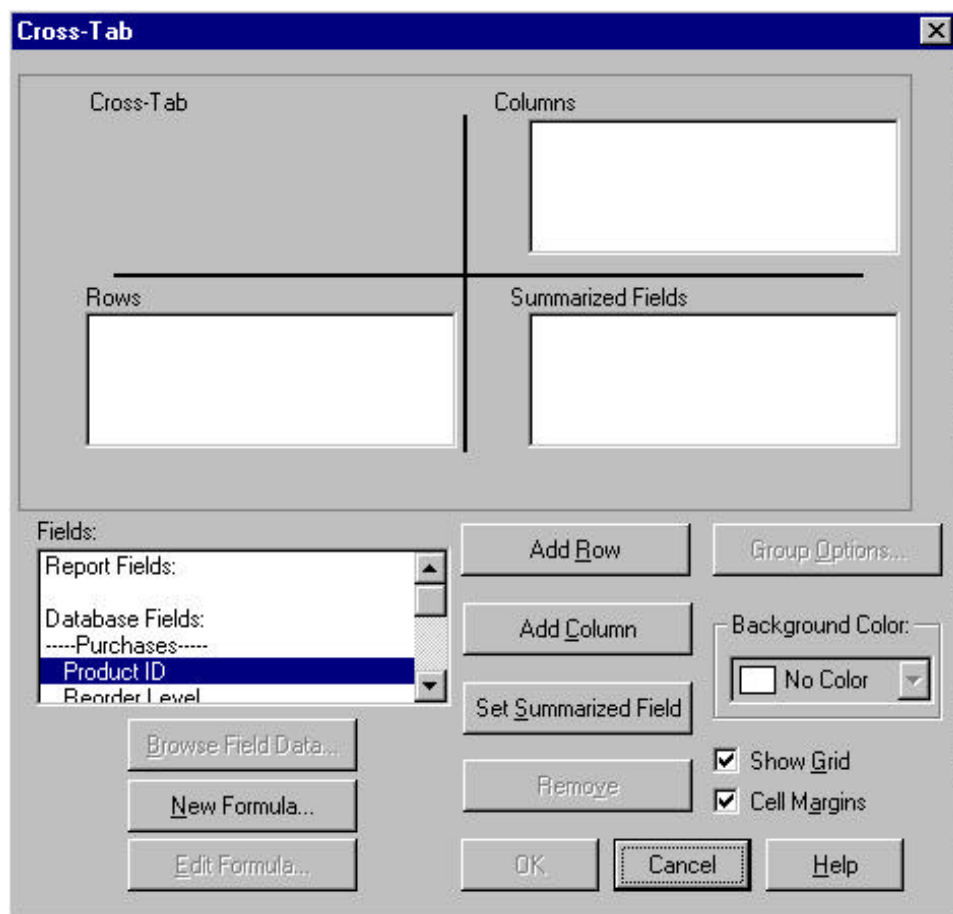 Cross-Tab
Cross-Tab
Columns
Rows
Summarized Fields
Fields:
Report Fields:
Database Fields:
-----Purchases-----
Product ID
Reorder Level
Add Row
Group Options...
Add Column
Background Color:
No Color
Set Summarized Field
Browse Field Data...
Show Grid
Remove
New Formula...
Cell Margins
Edit Formula...
OK
Cancel
Help